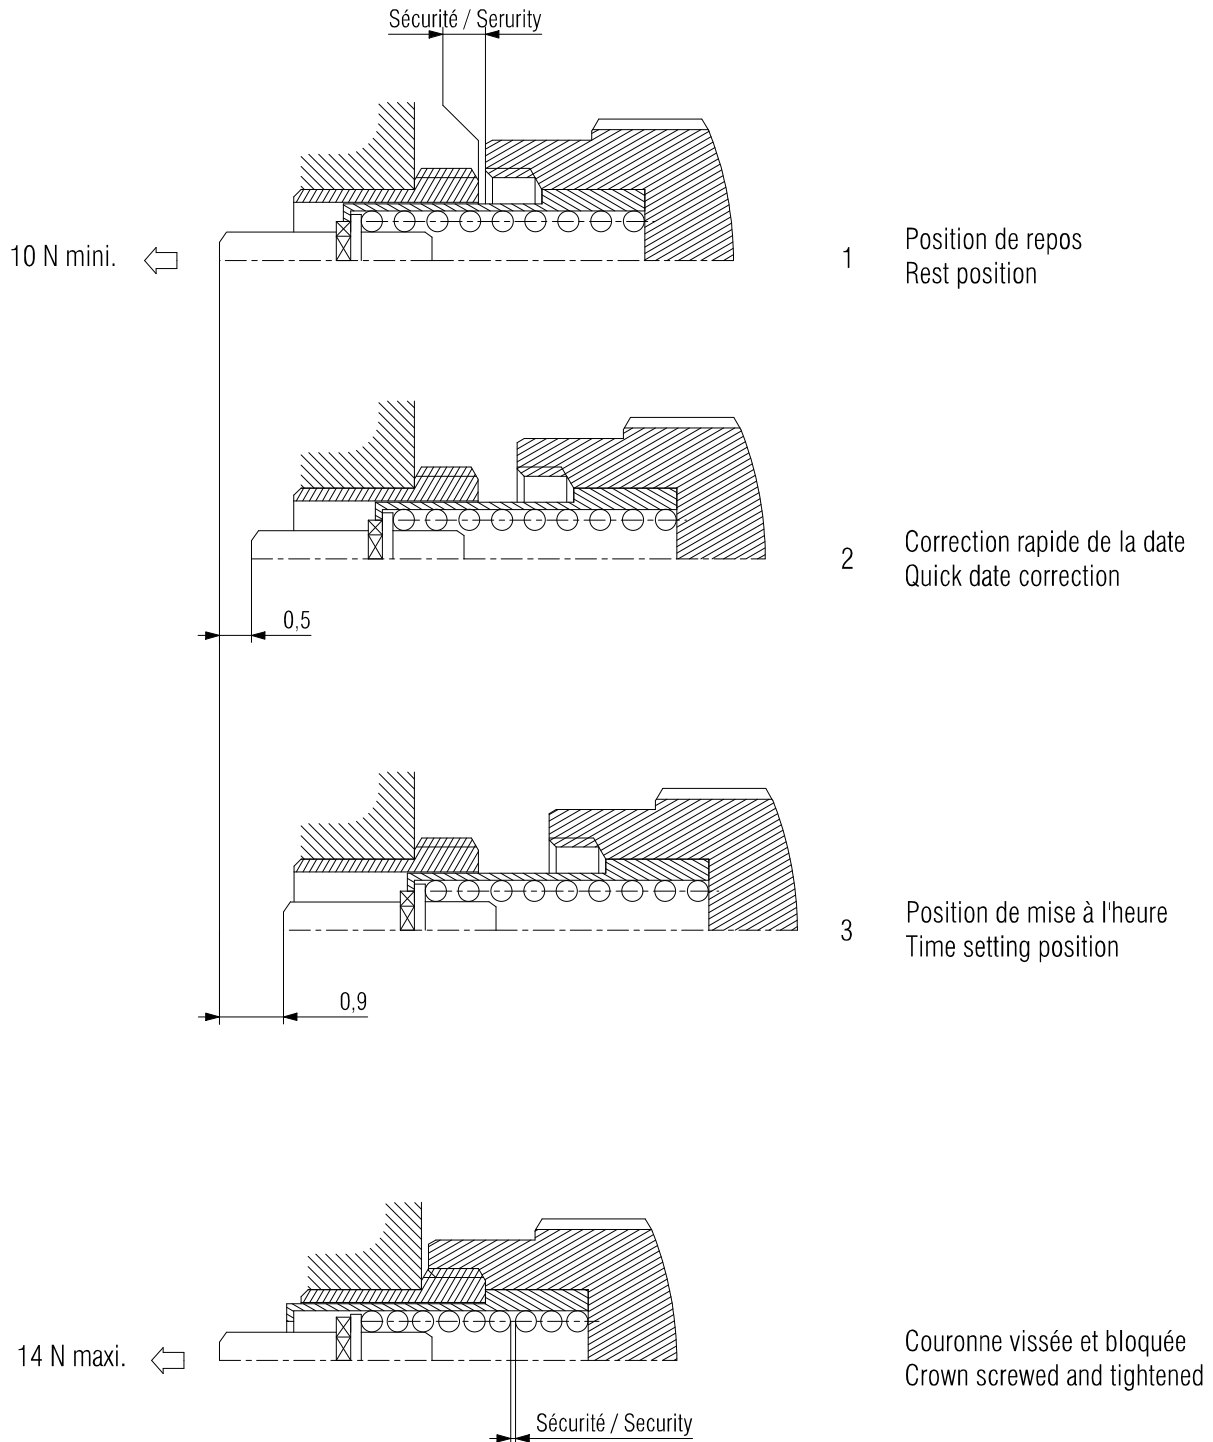 Sécurité / Serurity
10 N mini.
1
Position de repos
Rest position
2
Correction rapide de la date
Quick date correction
0,5
3
Position de mise à l'heure
Time setting position
0,9
14 N maxi.
Couronne vissée et bloquée
Crown screwed and tightened
Sécurité / Security